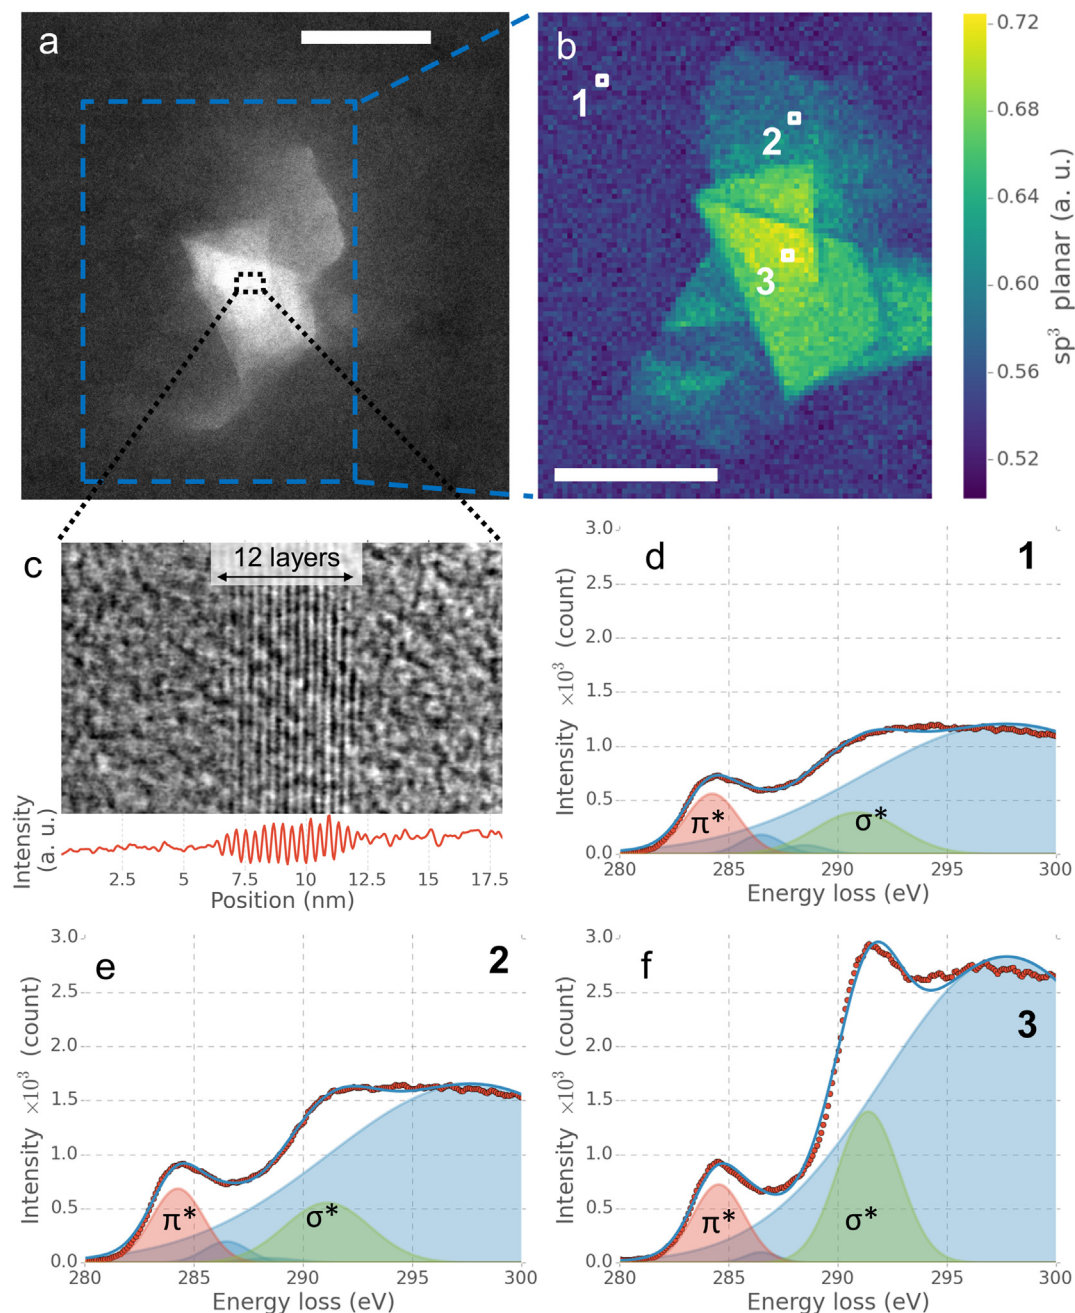 a
b
1
2
3
0.72
0.68
0.64
0.60
0.56
0.52
sp³ planar (a. u.)
c
12 layers
Intensity
(a. u.)
2.5 5 7.5 10 12.5 15 17.5
Position (nm)
d
1
3.0
2.5
2.0
1.5
1.0
0.5
0.0
Intensity ×10³ (count)
π*
σ*
280 285 290 295 300
Energy loss (eV)
e
2
3.0
2.5
2.0
1.5
1.0
0.5
0.0
Intensity ×10³ (count)
π*
σ*
280 285 290 295 300
Energy loss (eV)
f
3
3.0
2.5
2.0
1.5
1.0
0.5
0.0
Intensity ×10³ (count)
π*
σ*
280 285 290 295 300
Energy loss (eV)